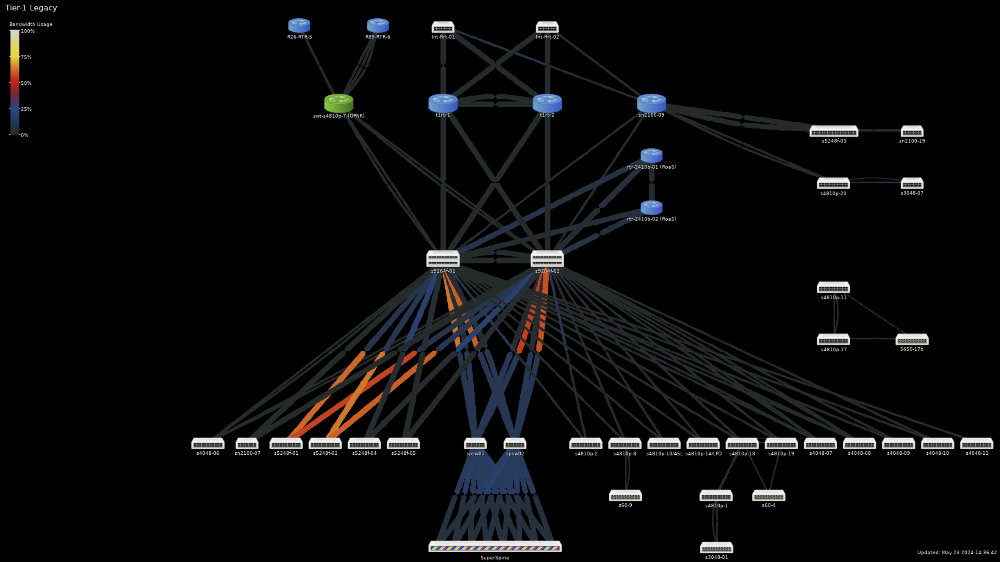 Tier-1 Legacy
Bandwidth Usage
100%
75%
50%
25%
0%
R26-RTR-5
R89-RTR-6
Int-Rrt-01
Int-Rrt-02
swt-s4810p-7 (OPNR)
t1rtr1
t1rtr2
sn2100-09
s5248f-03
sn2100-19
rtr-2410b-01 (RoaS)
s4810p-20
s3048-07
rtr-2410b-02 (RoaS)
z9264f-01
z9264f-02
s4810p-11
s4810p-17
5650-17b
s4048-06
sn2100-07
s5248f-01
s5248f-02
s5248f-04
s5248f-05
spsw01
spsw02
s4810p-2
s4810p-8
s4810p-10/A5L
s4810p-14/LPD
s4810p-18
s4810p-19
s4048-07
s4048-08
s4048-09
s4048-10
s4048-11
s60-9
s4810p-1
s60-4
SuperSpine
s3048-01
Updated: May 23 2024 14:36:42